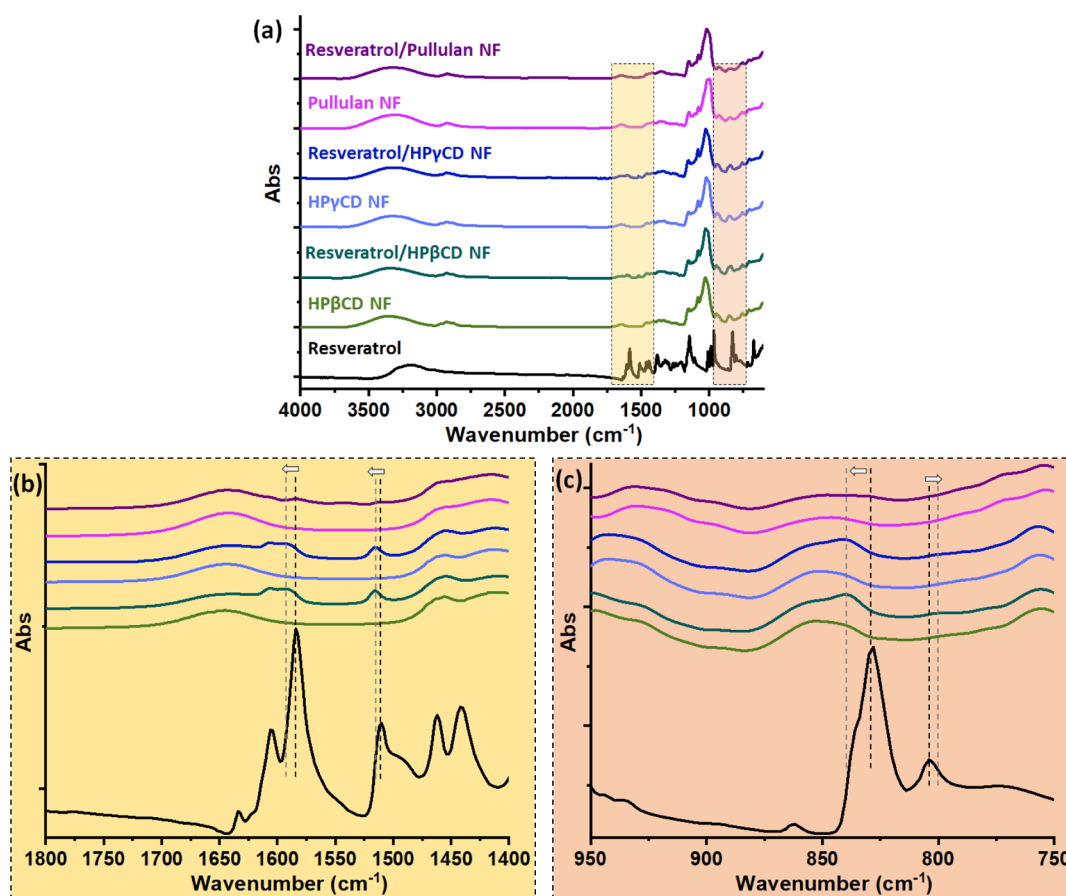 (a)
Resveratrol/Pullulan NF
Pullulan NF
Resveratrol/HPγCD NF
HPγCD NF
Resveratrol/HPβCD NF
HPβCD NF
Resveratrol
Abs
4000 3500 3000 2500 2000 1500 1000
Wavenumber (cm⁻¹)
(b)
Abs
1800 1750 1700 1650 1600 1550 1500 1450 1400
Wavenumber (cm⁻¹)
(c)
Abs
950 900 850 800 750
Wavenumber (cm⁻¹)